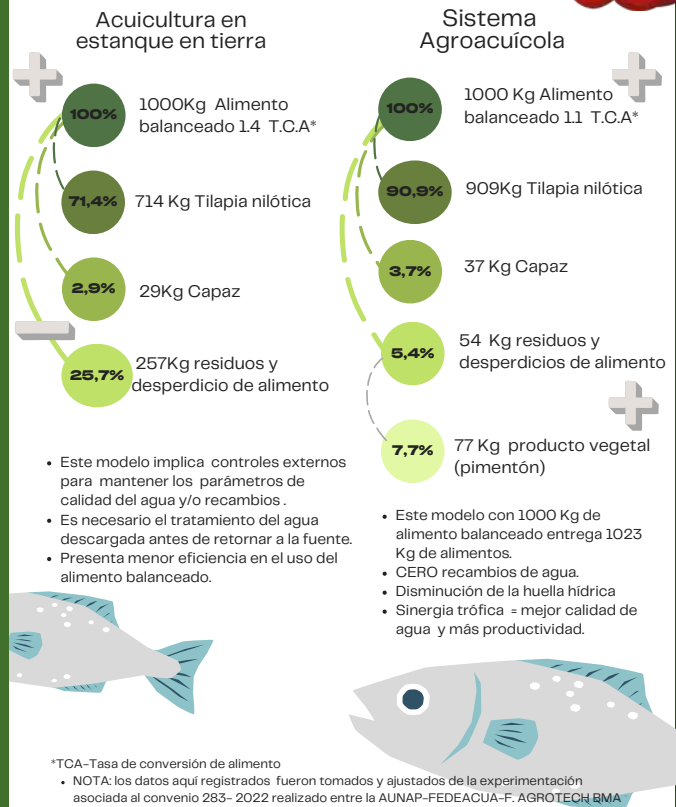 Acuicultura en
estanque en tierra
100%
1000Kg Alimento
balanceado 1.4 T.C.A*
71,4%
714 Kg Tilapia nilótica
2,9%
29Kg Capaz
25,7%
257Kg residuos y
desperdicio de alimento
• Este modelo implica controles externos
para mantener los parámetros de
calidad del agua y/o recambios .
• Es necesario el tratamiento del agua
descargada antes de retornar a la fuente.
• Presenta menor eficiencia en el uso del
alimento balanceado.
Sistema
Agroacuícola
100%
1000 Kg Alimento
balanceado 1.1 T.C.A*
90,9%
909Kg Tilapia nilótica
3,7%
37 Kg Capaz
5,4%
54 Kg residuos y
desperdicios de alimento
7,7%
77 Kg producto vegetal
(pimentón)
• Este modelo con 1000 Kg de
alimento balanceado entrega 1023
Kg de alimentos.
• CERO recambios de agua.
• Disminución de la huella hídrica
• Sinergia trófica = mejor calidad de
agua y más productividad.
*TCA-Tasa de conversión de alimento
• NOTA: los datos aquí registrados fueron tomados y ajustados de la experimentación
asociada al convenio 283- 2022 realizado entre la AUNAP-FEDEACUA-F. AGROTECH BMA